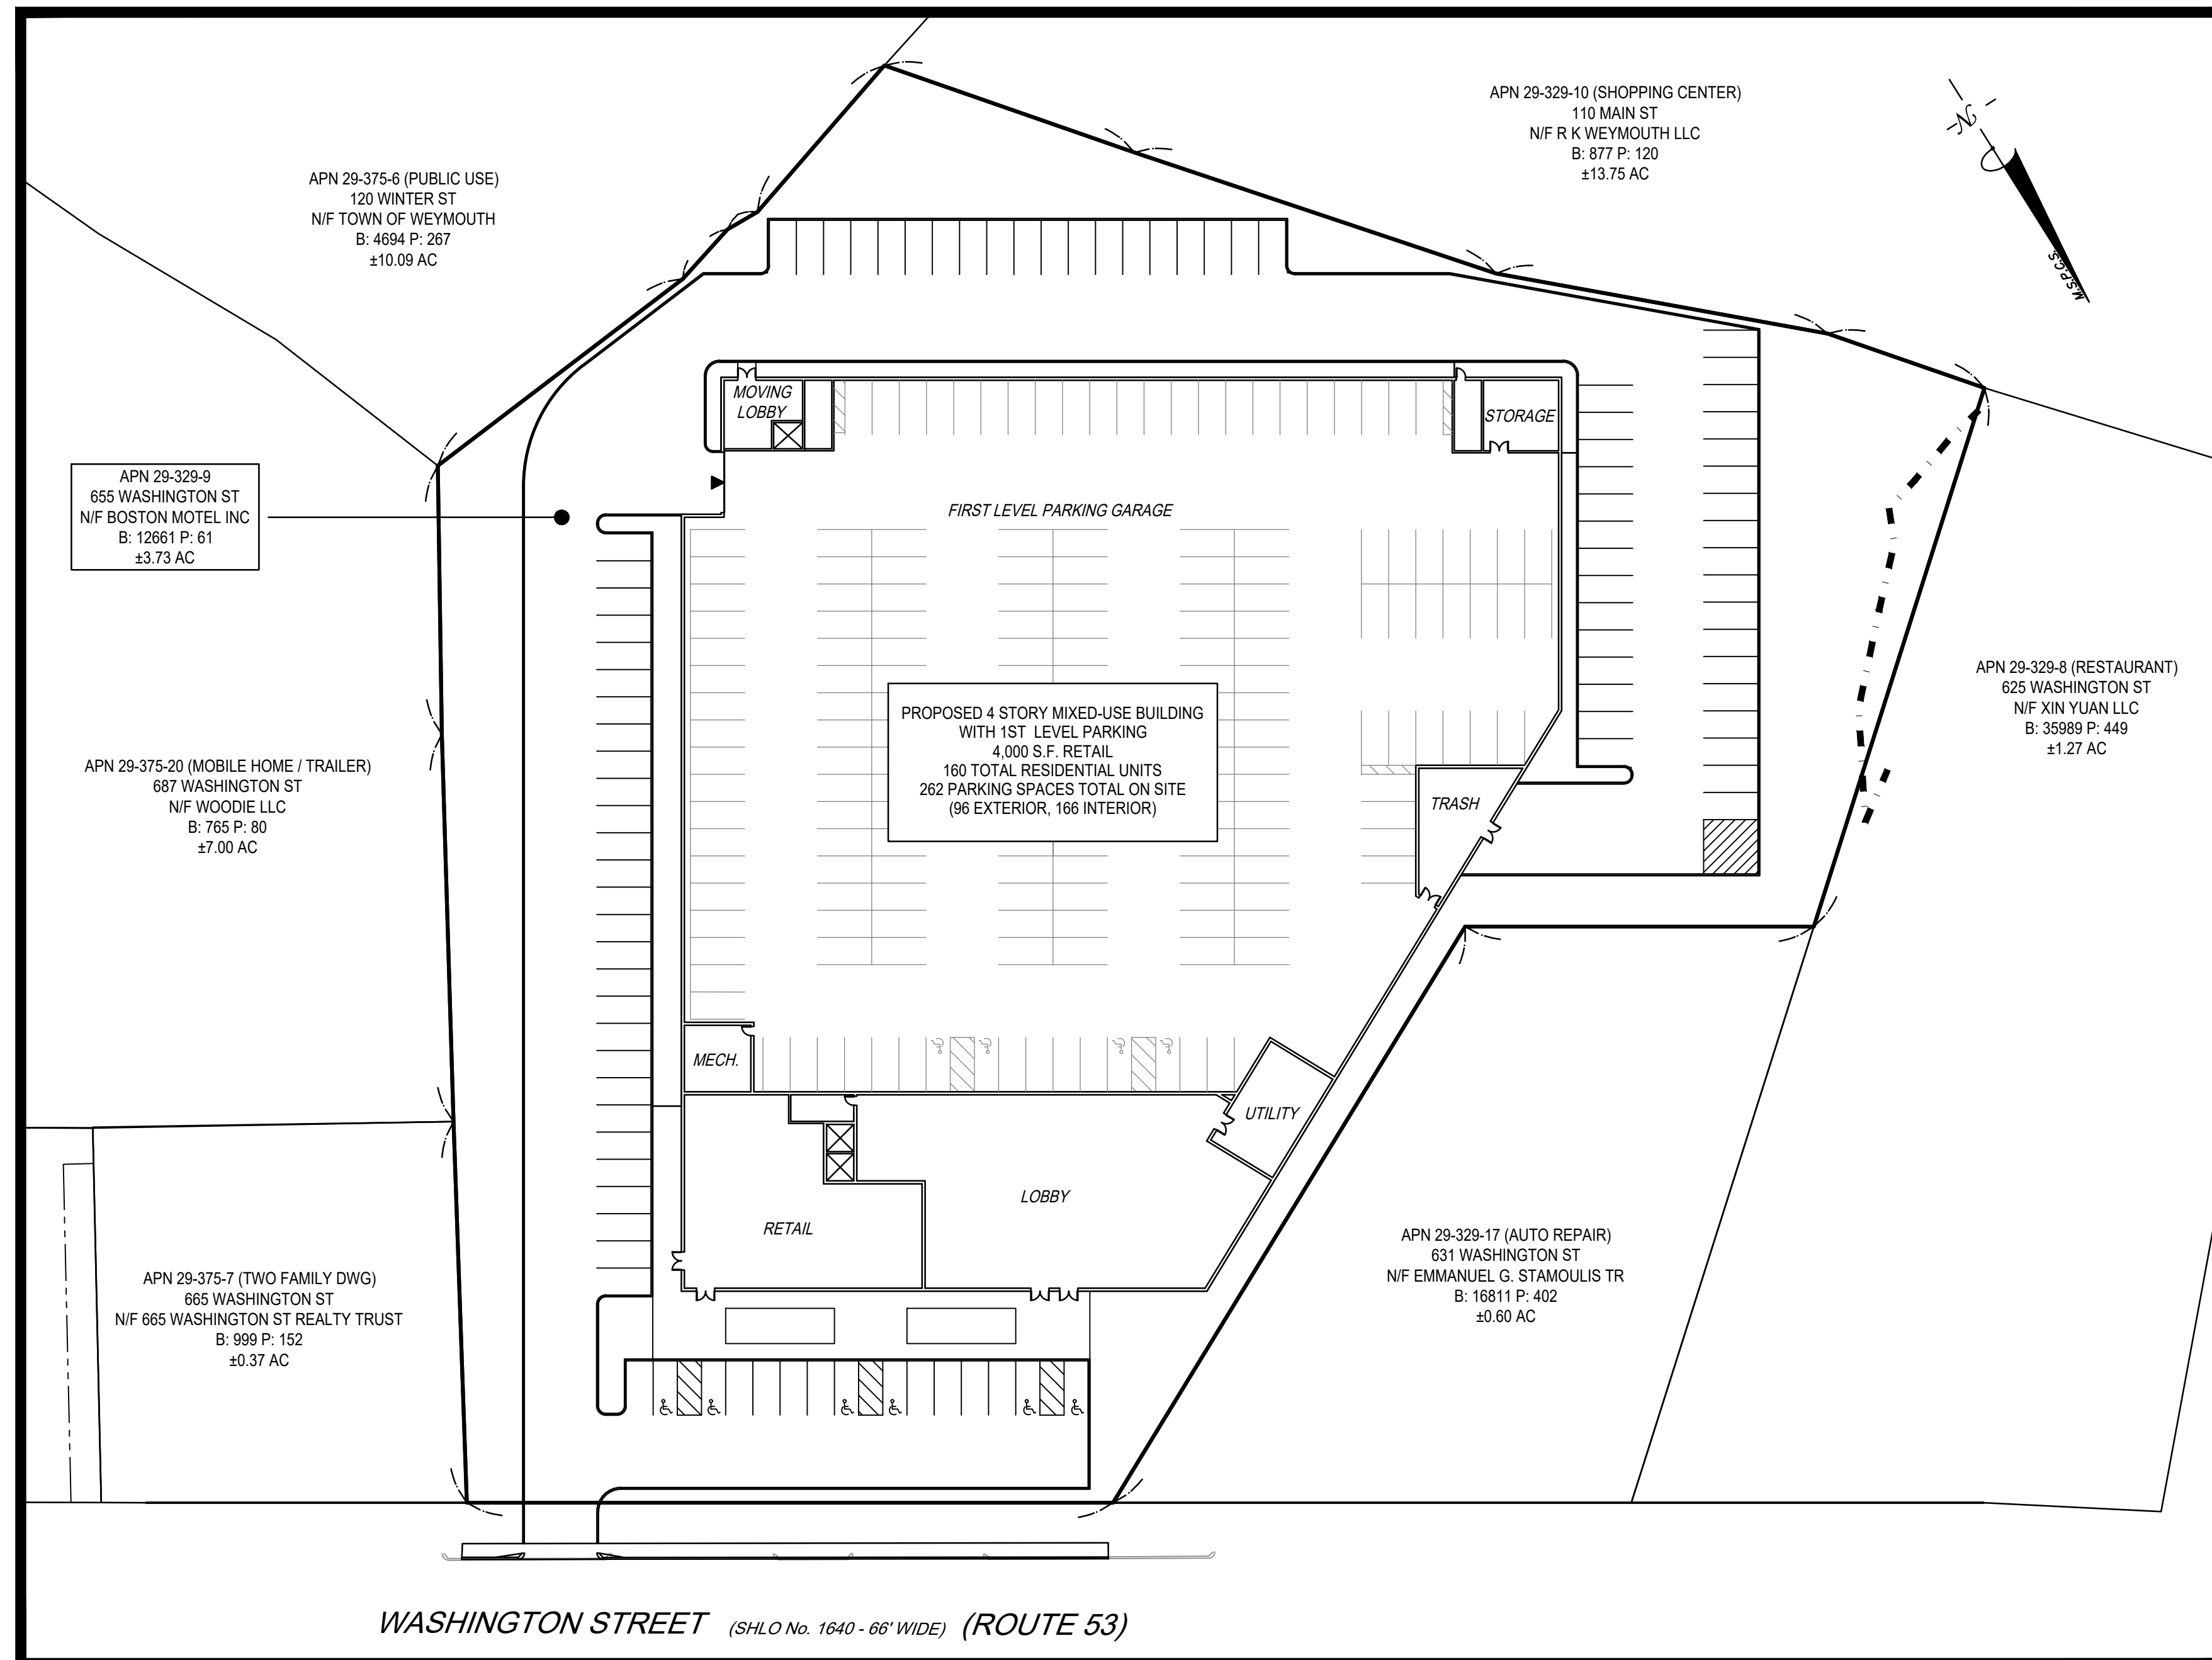 APN 29-329-10 (SHOPPING CENTER)
110 MAIN ST
N/F R K WEYMOUTH LLC
B: 877 P: 120
±13.75 AC
N
M.S.P.C.S.
APN 29-375-6 (PUBLIC USE)
120 WINTER ST
N/F TOWN OF WEYMOUTH
B: 4694 P: 267
±10.09 AC
MOVING
LOBBY
STORAGE
APN 29-329-9
655 WASHINGTON ST
N/F BOSTON MOTEL INC
B: 12661 P: 61
±3.73 AC
FIRST LEVEL PARKING GARAGE
APN 29-329-8 (RESTAURANT)
625 WASHINGTON ST
N/F XIN YUAN LLC
B: 35989 P: 449
±1.27 AC
PROPOSED 4 STORY MIXED-USE BUILDING
WITH 1ST LEVEL PARKING
4,000 S.F. RETAIL
160 TOTAL RESIDENTIAL UNITS
262 PARKING SPACES TOTAL ON SITE
(96 EXTERIOR, 166 INTERIOR)
APN 29-375-20 (MOBILE HOME / TRAILER)
687 WASHINGTON ST
N/F WOODIE LLC
B: 765 P: 80
±7.00 AC
TRASH
MECH.
UTILITY
LOBBY
RETAIL
APN 29-329-17 (AUTO REPAIR)
631 WASHINGTON ST
N/F EMMANUEL G. STAMOULIS TR
B: 16811 P: 402
±0.60 AC
APN 29-375-7 (TWO FAMILY DWG)
665 WASHINGTON ST
N/F 665 WASHINGTON ST REALTY TRUST
B: 999 P: 152
±0.37 AC
WASHINGTON STREET (SHLO No. 1640 - 66' WIDE) (ROUTE 53)